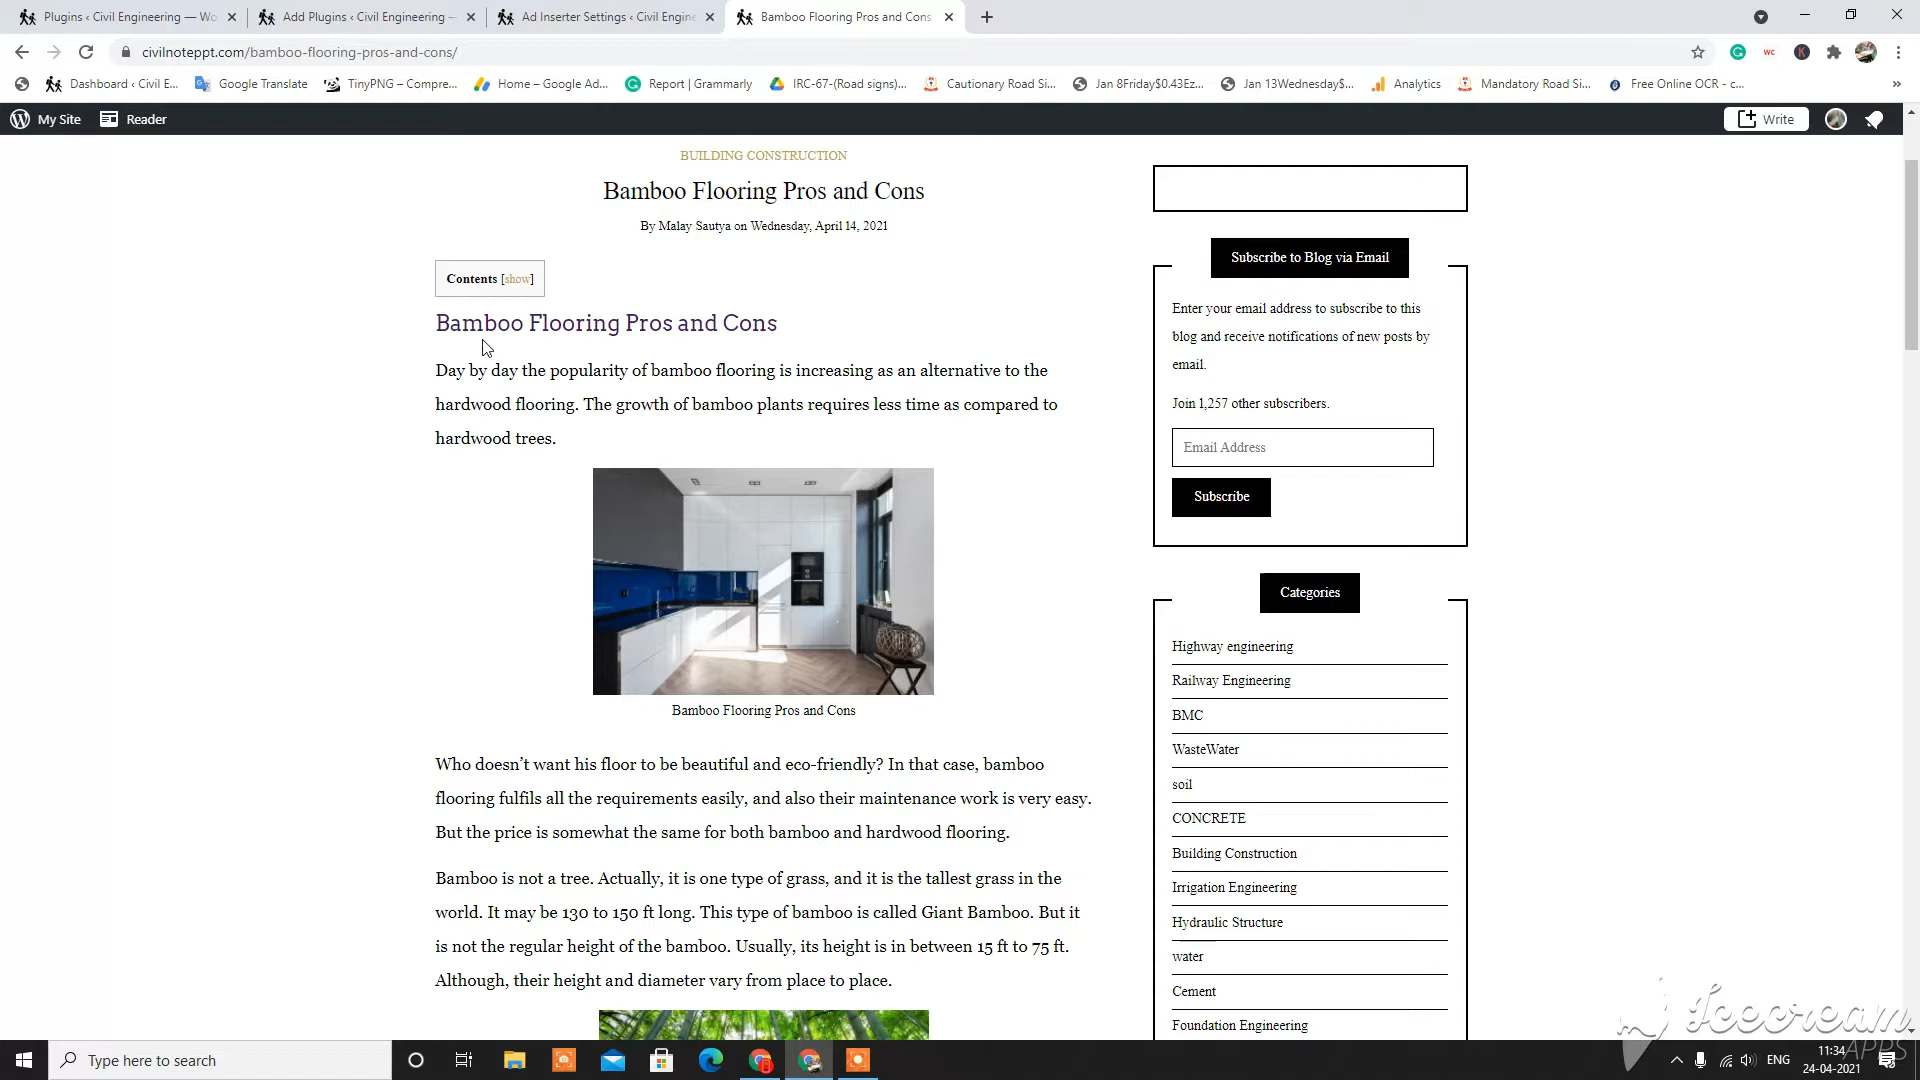 Plugins ‹ Civil Engineering — Wo
Add Plugins ‹ Civil Engineering —
Ad Inserter Settings ‹ Civil Engine
Bamboo Flooring Pros and Cons
civilnoteppt.com/bamboo-flooring-pros-and-cons/
WC
K
Dashboard ‹ Civil E...
Google Translate
TinyPNG – Compre...
Home – Google Ad...
Report | Grammarly
IRC-67-(Road signs)...
Cautionary Road Si...
Jan 8Friday$0.43Ez...
Jan 13Wednesday$...
Analytics
Mandatory Road Si...
Free Online OCR - c...
»
My Site
Reader
Write
BUILDING CONSTRUCTION
Bamboo Flooring Pros and Cons
By Malay Sautya on Wednesday, April 14, 2021
Contents [show]
Bamboo Flooring Pros and Cons
Day by day the popularity of bamboo flooring is increasing as an alternative to the
hardwood flooring. The growth of bamboo plants requires less time as compared to
hardwood trees.
Bamboo Flooring Pros and Cons
Who doesn’t want his floor to be beautiful and eco-friendly? In that case, bamboo
flooring fulfils all the requirements easily, and also their maintenance work is very easy.
But the price is somewhat the same for both bamboo and hardwood flooring.
Bamboo is not a tree. Actually, it is one type of grass, and it is the tallest grass in the
world. It may be 130 to 150 ft long. This type of bamboo is called Giant Bamboo. But it
is not the regular height of the bamboo. Usually, its height is in between 15 ft to 75 ft.
Although, their height and diameter vary from place to place.
Subscribe to Blog via Email
Enter your email address to subscribe to this
blog and receive notifications of new posts by
email.
Join 1,257 other subscribers.
Email Address
Subscribe
Categories
Highway engineering
Railway Engineering
BMC
WasteWater
soil
CONCRETE
Building Construction
Irrigation Engineering
Hydraulic Structure
water
Cement
Foundation Engineering
Icecream
APPS
Type here to search
ENG
11:34
24-04-2021